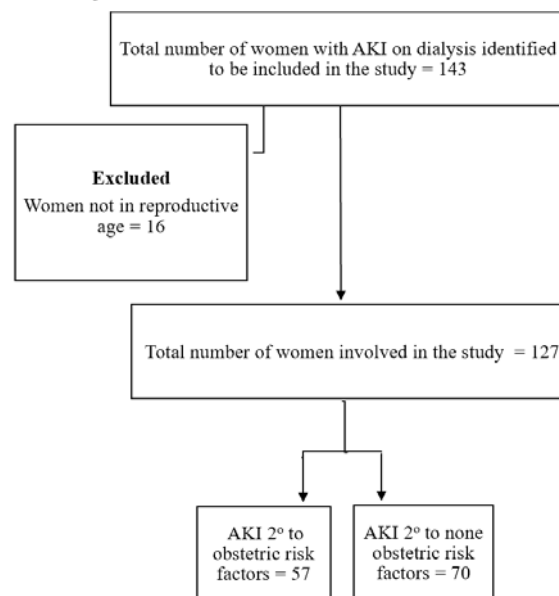 Total number of women with AKI on dialysis identified
to be included in the study = 143
Excluded
Women not in reproductive
age = 16
Total number of women involved in the study = 127
AKI 2º to
obstetric risk
factors = 57
AKI 2º to none
obstetric risk
factors = 70